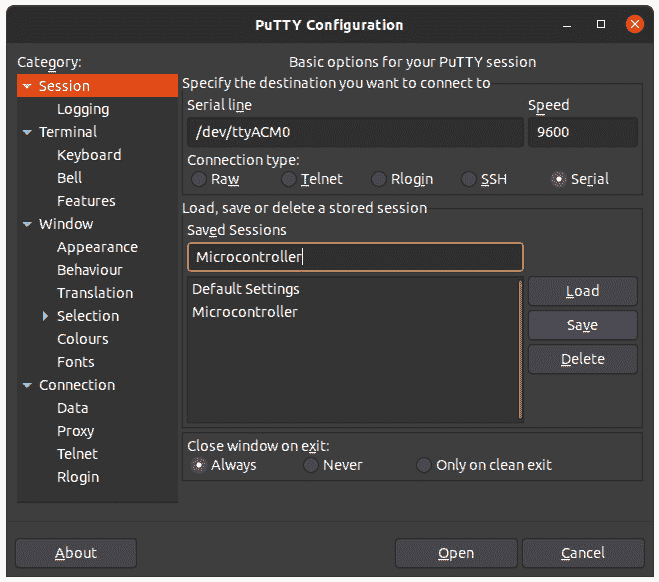 PuTTY Configuration
Category:
Session
Logging
Terminal
Keyboard
Bell
Features
Window
Appearance
Behaviour
Translation
Selection
Colours
Fonts
Connection
Data
Proxy
Telnet
Rlogin
Basic options for your PuTTY session
Specify the destination you want to connect to
Serial line Speed
/dev/ttyACM0 9600
Connection type:
Raw Telnet Rlogin SSH Serial
Load, save or delete a stored session
Saved Sessions
Microcontroller
Default Settings
Microcontroller
Load
Save
Delete
Close window on exit:
Always Never Only on clean exit
About Open Cancel